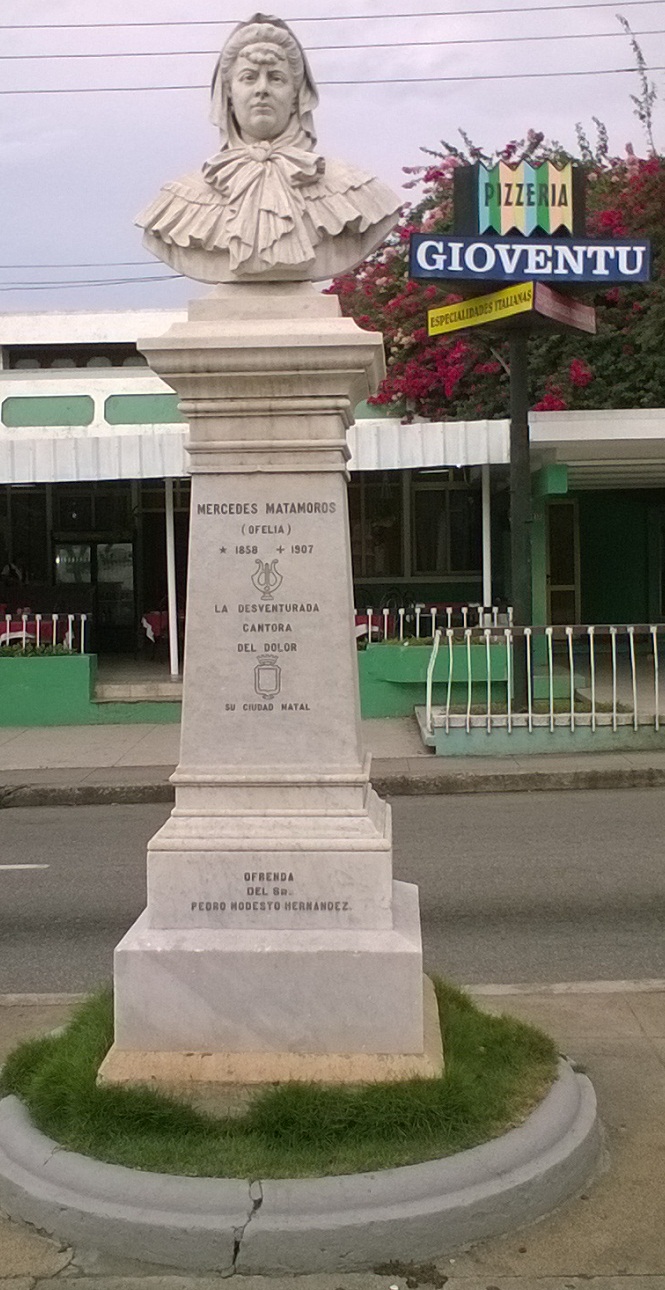 PIZZERIA
GIOVENTU
ESPECIALIDADES ITALIANAS
MERCEDES MATAMOROS
(OFELIA)
* 1858 + 1907
LA DESVENTURADA
CANTORA
DEL DOLOR
SU CIUDAD NATAL
OFRENDA
DEL SR.
PEDRO MODESTO HERNANDEZ.